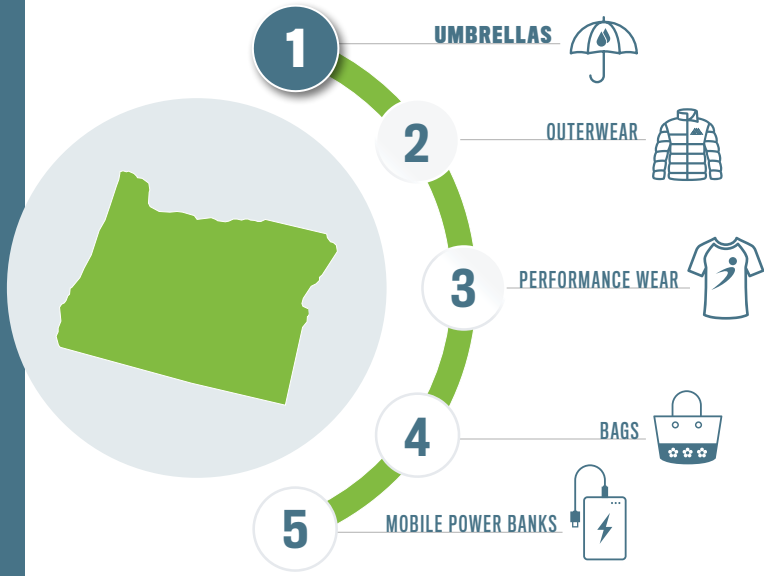 1 UMBRELLAS
2 OUTERWEAR
3 PERFORMANCE WEAR
4 BAGS
5 MOBILE POWER BANKS